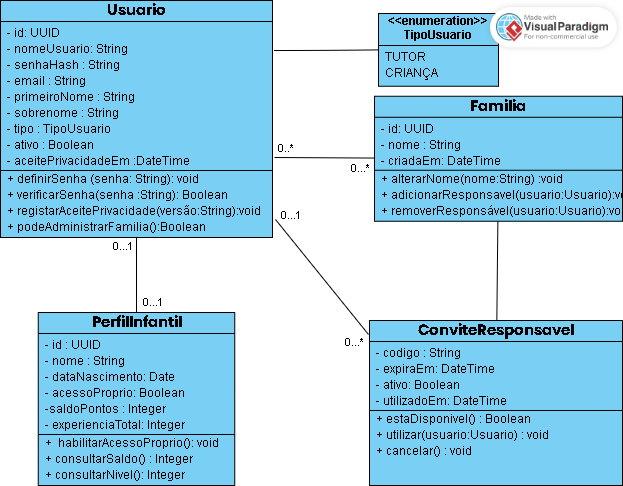 Usuario
- id: UUID
- nomeUsuario: String
- senhaHash : String
- email : String
- primeiroNome : String
- sobrenome : String
- tipo : TipoUsuario
- ativo : Boolean
- aceitePrivacidadeEm :DateTime
+ definirSenha (senha: String): void
+ verificarSenha(senha :String): Boolean
+ registarAceitePrivacidade(versão:String):void
+ podeAdministrarFamilia():Boolean
<<enumeration>>
TipoUsuario
TUTOR
CRIANÇA
Made with
VisualParadigm
For non-commercial use
Familia
- id: UUID
- nome : String
- criadaEm: DateTime
+ alterarNome(nome:String) :void
+ adicionarResponsavel(usuario:Usuario):vo
+ removerResponsável(usuario:Usuario):vo
0..*
0...*
0...1
0...1
0...1
0...*
PerfilInfantil
- id : UUID
- nome : String
- dataNascimento: Date
- acessoProprio: Boolean
-saldoPontos : Integer
- experienciaTotal: Integer
+ habilitarAcessoProprio(): void
+ consultarSaldo() : Integer
+ consultarNivel(): Integer
ConviteResponsavel
- codigo : String
- expiraEm: DateTime
- ativo: Boolean
- utilizadoEm: DateTime
+ estaDisponivel() : Boolean
+ utilizar(usuario:Usuario) : void
+ cancelar() : void